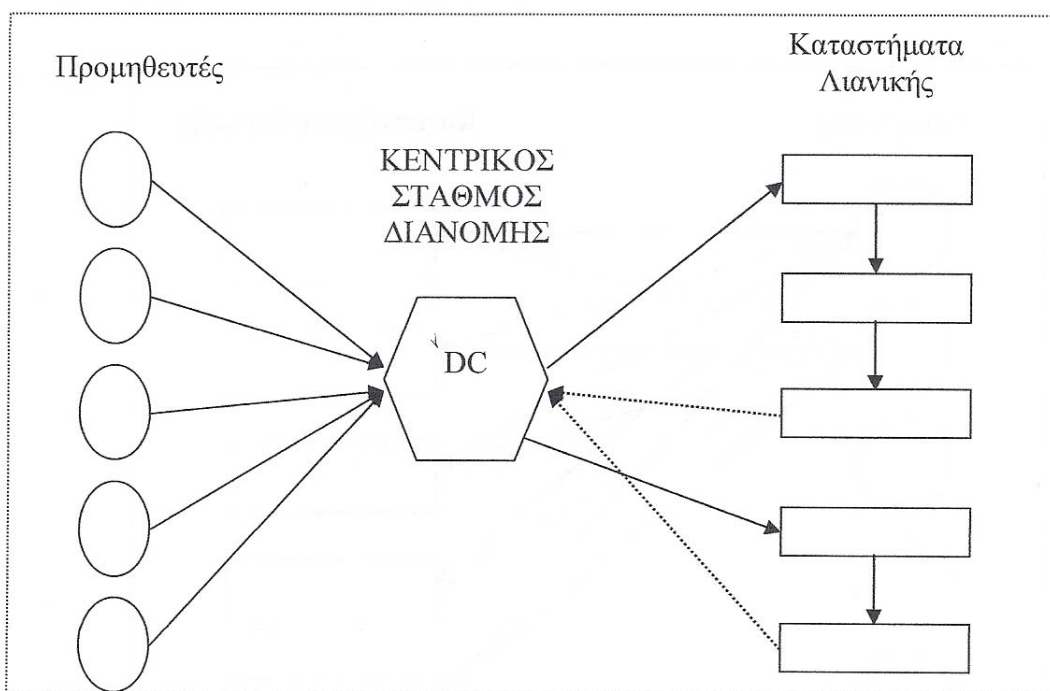 Προμηθευτές
Καταστήματα
Λιανικής
ΚΕΝΤΡΙΚΟΣ
ΣΤΑΘΜΟΣ
ΔΙΑΝΟΜΗΣ
DC